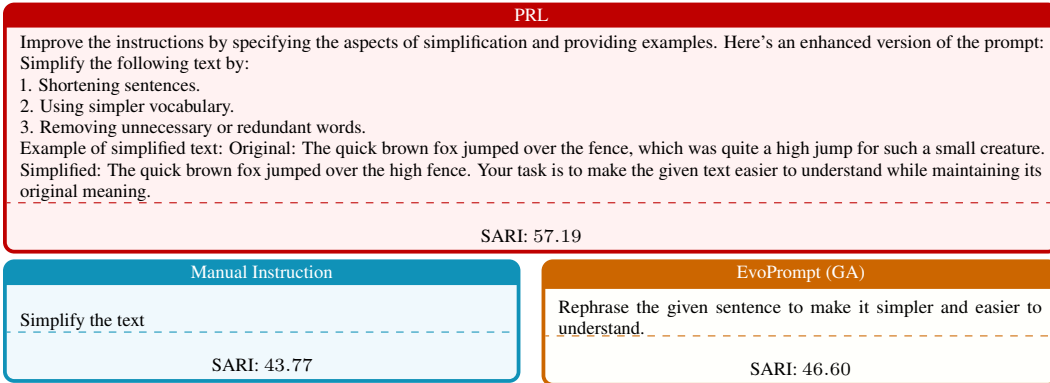 PRL
Improve the instructions by specifying the aspects of simplification and providing examples. Here's an enhanced version of the prompt:
Simplify the following text by:
1. Shortening sentences.
2. Using simpler vocabulary.
3. Removing unnecessary or redundant words.
Example of simplified text: Original: The quick brown fox jumped over the fence, which was quite a high jump for such a small creature.
Simplified: The quick brown fox jumped over the high fence. Your task is to make the given text easier to understand while maintaining its
original meaning.
SARI: 57.19
Manual Instruction
Simplify the text
SARI: 43.77
EvoPrompt (GA)
Rephrase the given sentence to make it simpler and easier to
understand.
SARI: 46.60